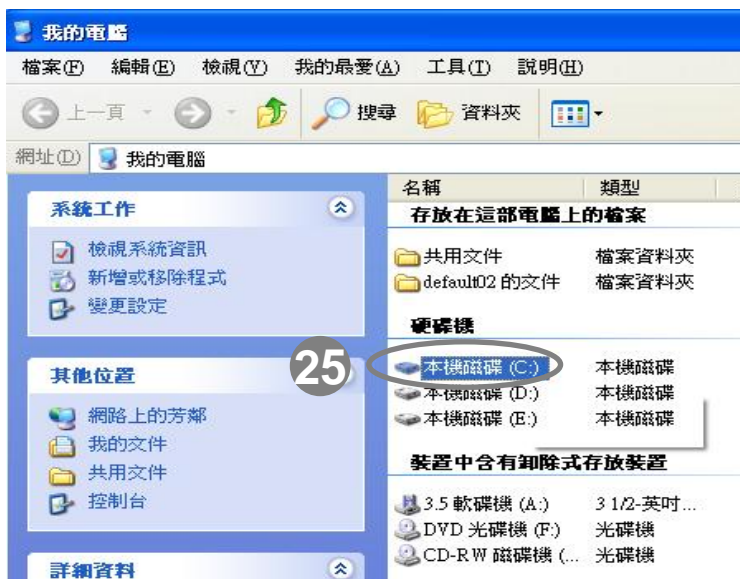 我的電腦
檔案(F) 編輯(E) 檢視(V) 我的最愛(A) 工具(T) 說明(H)
上一頁 搜尋 資料夾
網址(D) 我的電腦
系統工作
檢視系統資訊
新增或移除程式
變更設定
其他位置
網路上的芳鄰
我的文件
共用文件
控制台
詳細資料
名稱 類型
存放在這部電腦上的檔案
共用文件 檔案資料夾
default02 的文件 檔案資料夾
硬碟機
25
本機磁碟 (C:) 本機磁碟
本機磁碟 (D:) 本機磁碟
本機磁碟 (E:) 本機磁碟
裝置中含有卸除式存放裝置
3.5 軟碟機 (A:) 3 1/2-英吋...
DVD 光碟機 (F:) 光碟機
CD-RW 磁碟機 (... 光碟機